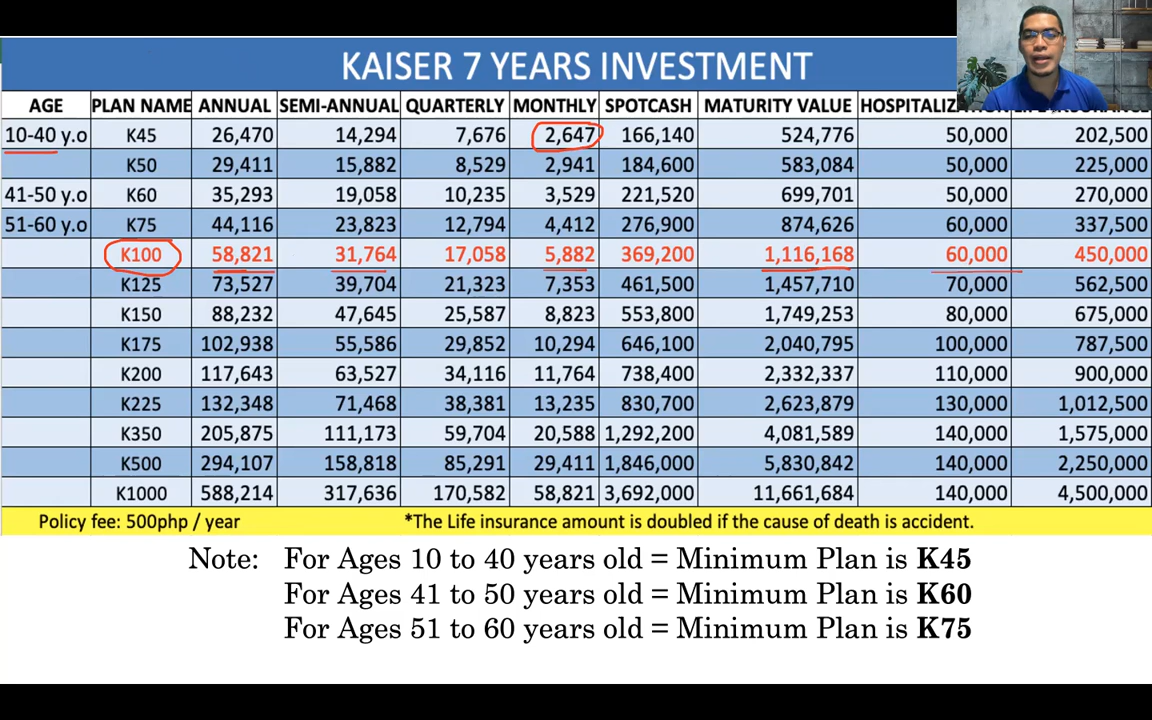 KAISER 7 YEARS INVESTMENT
AGE PLAN NAME ANNUAL SEMI-ANNUAL QUARTERLY MONTHLY SPOTCASH MATURITY VALUE
10-40 y.o K45 26,470 14,294 7,676 2,647 166,140 524,776 50,000 202,500
K50 29,411 15,882 8,529 2,941 184,600 583,084 50,000 225,000
41-50 y.o K60 35,293 19,058 10,235 3,529 221,520 699,701 50,000 270,000
51-60 y.o K75 44,116 23,823 12,794 4,412 276,900 874,626 60,000 337,500
K100 58,821 31,764 17,058 5,882 369,200 1,116,168 60,000 450,000
K125 73,527 39,704 21,323 7,353 461,500 1,457,710 70,000 562,500
K150 88,232 47,645 25,587 8,823 553,800 1,749,253 80,000 675,000
K175 102,938 55,586 29,852 10,294 646,100 2,040,795 100,000 787,500
K200 117,643 63,527 34,116 11,764 738,400 2,332,337 110,000 900,000
K225 132,348 71,468 38,381 13,235 830,700 2,623,879 130,000 1,012,500
K350 205,875 111,173 59,704 20,588 1,292,200 4,081,589 140,000 1,575,000
K500 294,107 158,818 85,291 29,411 1,846,000 5,830,842 140,000 2,250,000
K1000 588,214 317,636 170,582 58,821 3,692,000 11,661,684 140,000 4,500,000
Policy fee: 500php / year *The Life insurance amount is doubled if the cause of death is accident.
Note: For Ages 10 to 40 years old = Minimum Plan is K45
For Ages 41 to 50 years old = Minimum Plan is K60
For Ages 51 to 60 years old = Minimum Plan is K75